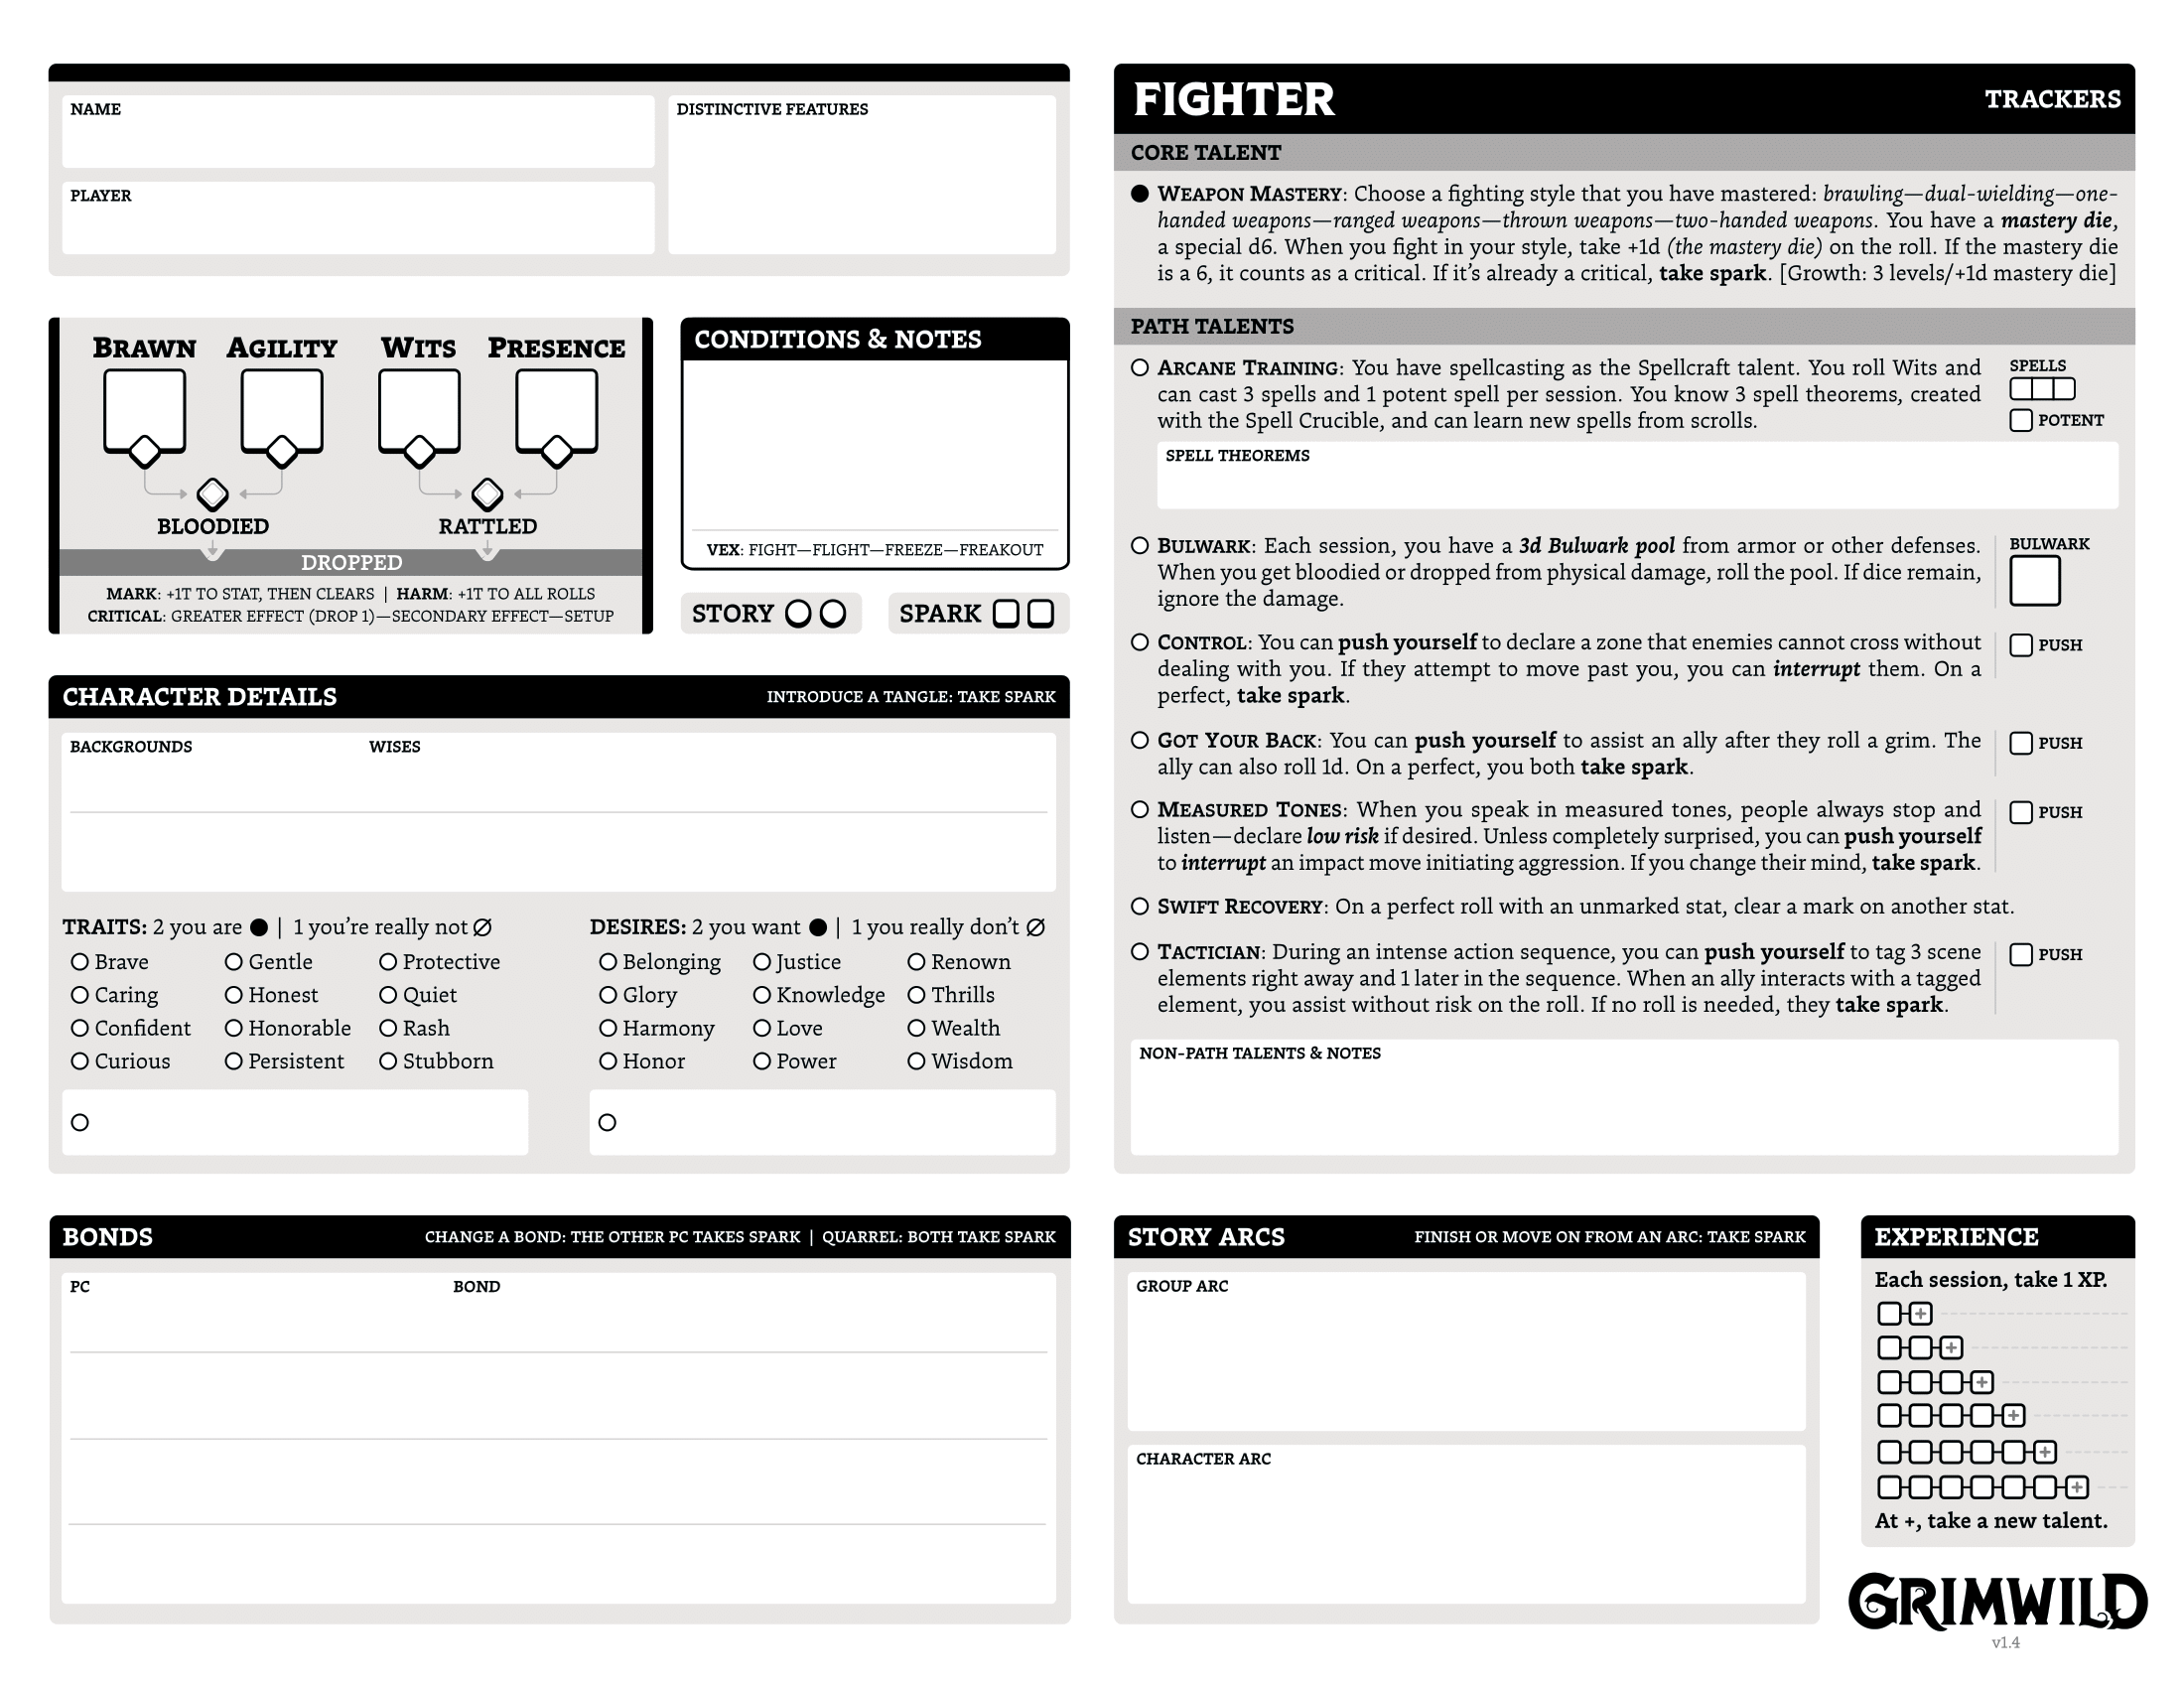 NAME
DISTINCTIVE FEATURES
PLAYER
BRAWN AGILITY WITS PRESENCE
BLOODIED RATTLED
DROPPED
MARK: +1T TO STAT, THEN CLEARS | HARM: +1T TO ALL ROLLS
CRITICAL: GREATER EFFECT (DROP 1)—SECONDARY EFFECT—SETUP
CONDITIONS & NOTES
VEX: FIGHT—FLIGHT—FREEZE—FREAKOUT
STORY SPARK
CHARACTER DETAILS INTRODUCE A TANGLE: TAKE SPARK
BACKGROUNDS WISES
TRAITS: 2 you are ● | 1 you're really not Ø
Brave Gentle Protective
Caring Honest Quiet
Confident Honorable Rash
Curious Persistent Stubborn
DESIRES: 2 you want ● | 1 you really don't Ø
Belonging Justice Renown
Glory Knowledge Thrills
Harmony Love Wealth
Honor Power Wisdom
BONDS CHANGE A BOND: THE OTHER PC TAKES SPARK | QUARREL: BOTH TAKE SPARK
PC BOND
FIGHTER TRACKERS
CORE TALENT
WEAPON MASTERY: Choose a fighting style that you have mastered: brawling—dual-wielding—one-
handed weapons—ranged weapons—thrown weapons—two-handed weapons. You have a mastery die,
a special d6. When you fight in your style, take +1d (the mastery die) on the roll. If the mastery die
is a 6, it counts as a critical. If it's already a critical, take spark. [Growth: 3 levels/+1d mastery die]
PATH TALENTS
ARCANE TRAINING: You have spellcasting as the Spellcraft talent. You roll Wits and
can cast 3 spells and 1 potent spell per session. You know 3 spell theorems, created
with the Spell Crucible, and can learn new spells from scrolls.
SPELLS
POTENT
SPELL THEOREMS
BULWARK: Each session, you have a 3d Bulwark pool from armor or other defenses.
When you get bloodied or dropped from physical damage, roll the pool. If dice remain,
ignore the damage.
BULWARK
CONTROL: You can push yourself to declare a zone that enemies cannot cross without
dealing with you. If they attempt to move past you, you can interrupt them. On a
perfect, take spark.
PUSH
GOT YOUR BACK: You can push yourself to assist an ally after they roll a grim. The
ally can also roll 1d. On a perfect, you both take spark.
PUSH
MEASURED TONES: When you speak in measured tones, people always stop and
listen—declare low risk if desired. Unless completely surprised, you can push yourself
to interrupt an impact move initiating aggression. If you change their mind, take spark.
PUSH
SWIFT RECOVERY: On a perfect roll with an unmarked stat, clear a mark on another stat.
TACTICIAN: During an intense action sequence, you can push yourself to tag 3 scene
elements right away and 1 later in the sequence. When an ally interacts with a tagged
element, you assist without risk on the roll. If no roll is needed, they take spark.
PUSH
NON-PATH TALENTS & NOTES
STORY ARCS FINISH OR MOVE ON FROM AN ARC: TAKE SPARK
GROUP ARC
CHARACTER ARC
EXPERIENCE
Each session, take 1 XP.
+
+
+
+
+
+
At +, take a new talent.
GRIMWILD
v1.4